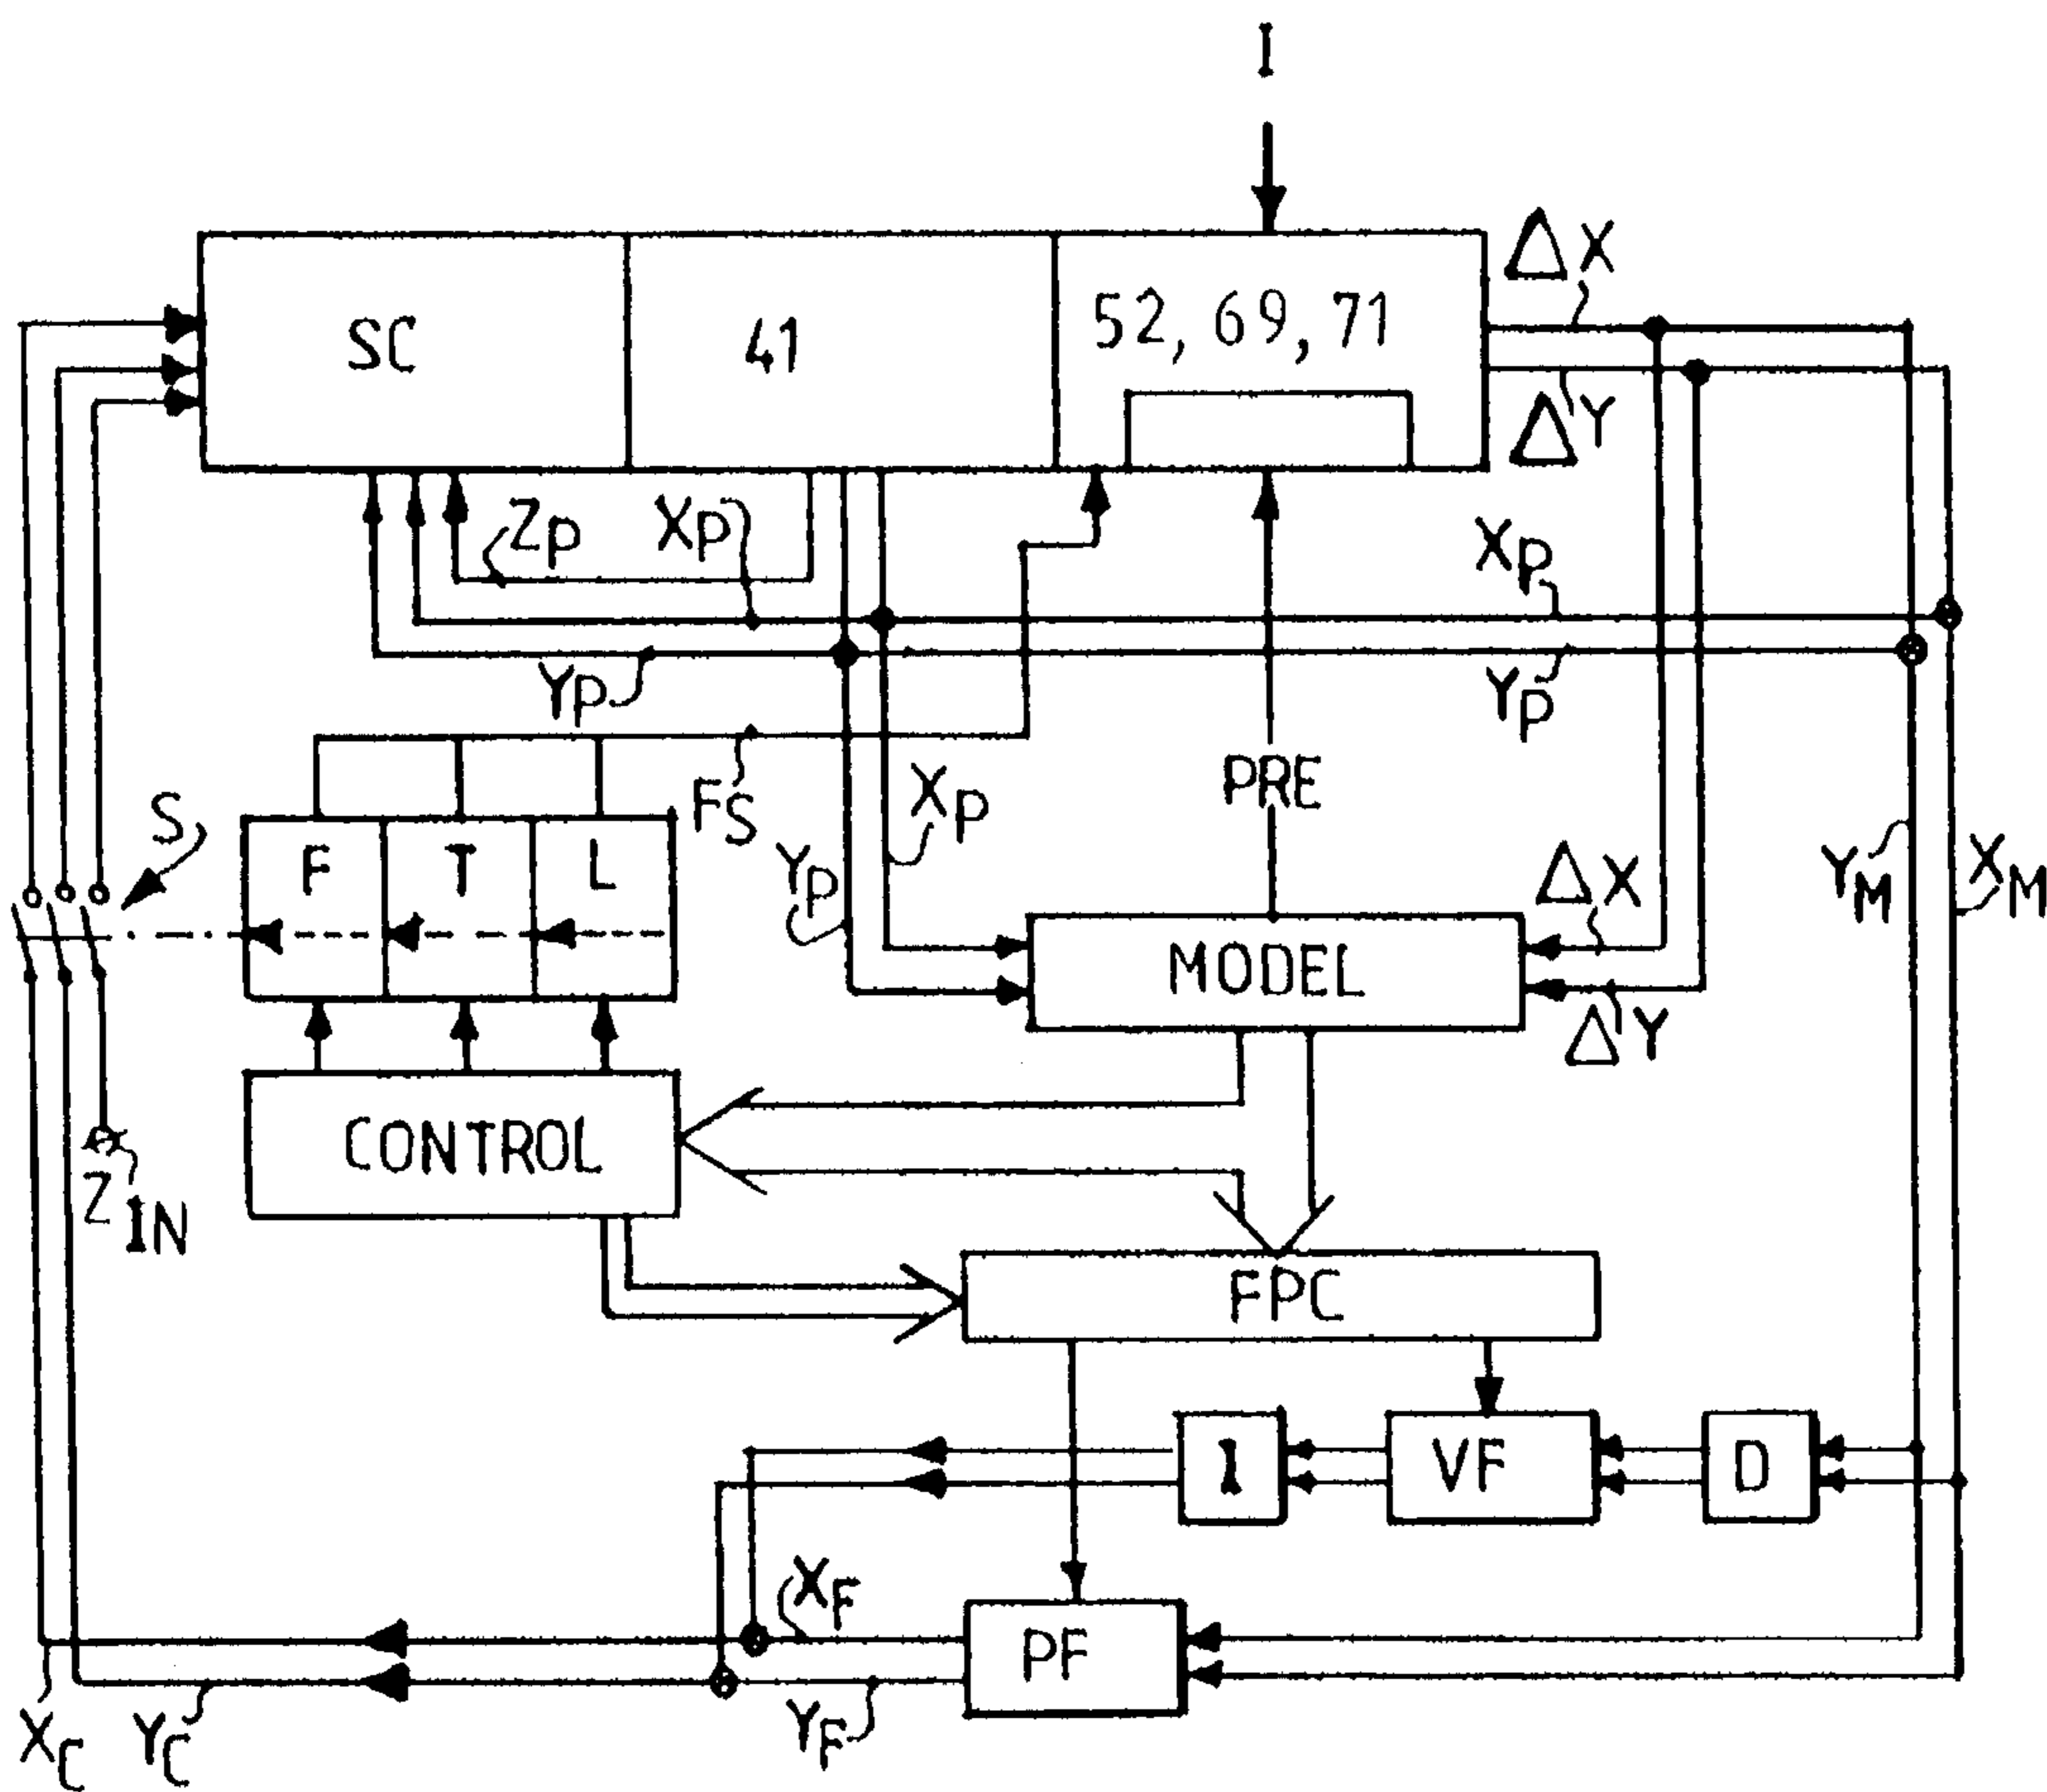 I
ΔX
SC
41
52, 69, 71
ΔY
Zp
Xp
Xp
Yp
Yp
FS
Xp
PRE
S
F
T
L
Yp
ΔX
YM
XM
MODEL
ΔY
CONTROL
ZIN
FPC
I
VF
D
XF
PF
XC
YC
YF